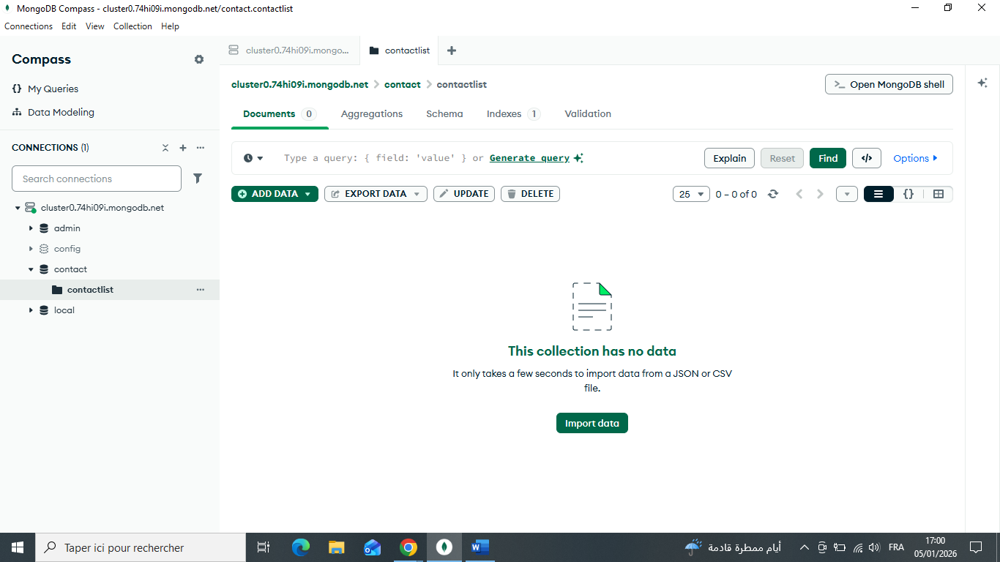 MongoDB Compass - cluster0.74hi09i.mongodb.net/contact.contactlist
Connections Edit View Collection Help
Compass
My Queries
Data Modeling
CONNECTIONS (1)
Search connections
cluster0.74hi09i.mongodb.net
admin
config
contact
contactlist
local
cluster0.74hi09i.mongo... contactlist
cluster0.74hi09i.mongodb.net contact contactlist
>_ Open MongoDB shell
Documents 0 Aggregations Schema Indexes 1 Validation
Type a query: { field: 'value' } or Generate query
Explain Reset Find </> Options
ADD DATA EXPORT DATA UPDATE DELETE
25 0 – 0 of 0 {}
This collection has no data
It only takes a few seconds to import data from a JSON or CSV
file.
Import data
Taper ici pour rechercher
أيام ممطرة قادمة
FRA
17:00
05/01/2026